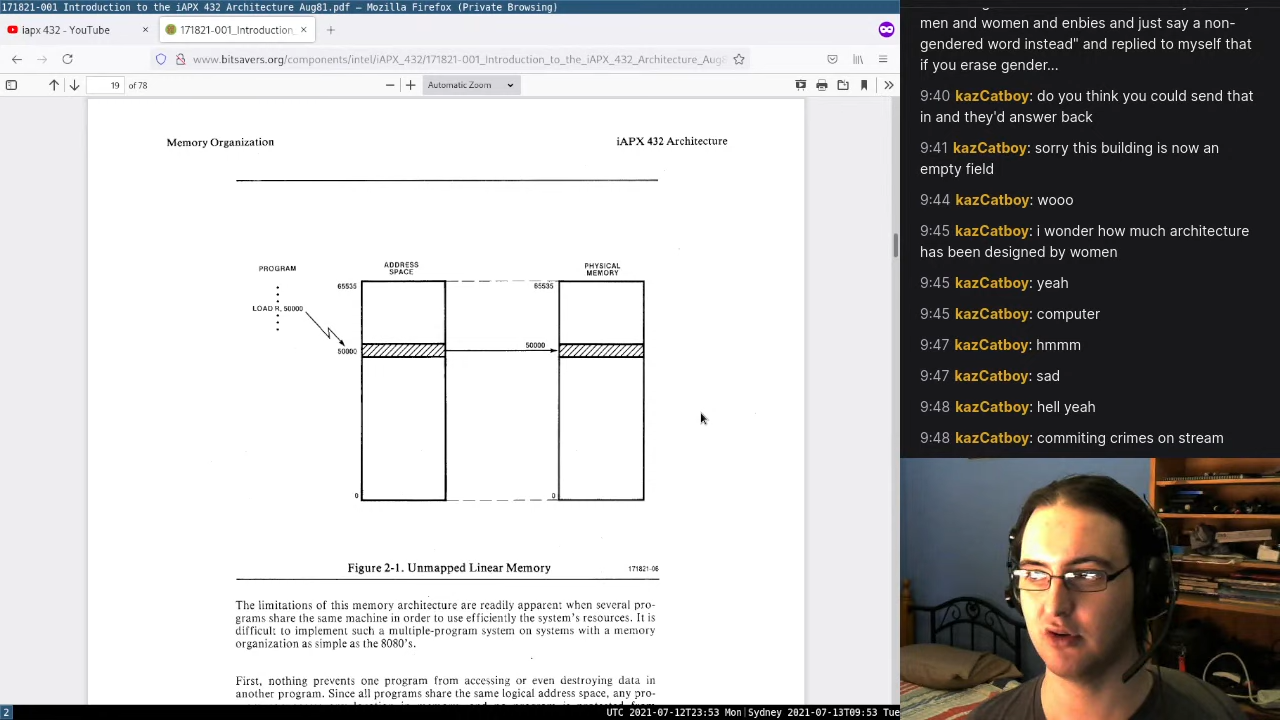 171821-001 Introduction to the iAPX 432 Architecture Aug81.pdf — Mozilla Firefox (Private Browsing)
iapx 432 - YouTube
171821-001_Introduction_
www.bitsavers.org/components/intel/iAPX_432/171821-001_Introduction_to_the_iAPX_432_Architecture_Aug8
19 of 78
Automatic Zoom
Memory Organization
iAPX 432 Architecture
PROGRAM
LOAD R, 50000
ADDRESS
SPACE
65535
50000
0
PHYSICAL
MEMORY
65535
50000
0
Figure 2-1. Unmapped Linear Memory
171821-06
The limitations of this memory architecture are readily apparent when several pro-
grams share the same machine in order to use efficiently the system's resources. It is
difficult to implement such a multiple-program system on systems with a memory
organization as simple as the 8080's.
First, nothing prevents one program from accessing or even destroying data in
another program. Since all programs share the same logical address space, any pro-
men and women and enbies and just say a non-
gendered word instead" and replied to myself that
if you erase gender...
9:40 kazCatboy: do you think you could send that
in and they'd answer back
9:41 kazCatboy: sorry this building is now an
empty field
9:44 kazCatboy: wooo
9:45 kazCatboy: i wonder how much architecture
has been designed by women
9:45 kazCatboy: yeah
9:45 kazCatboy: computer
9:47 kazCatboy: hmmm
9:47 kazCatboy: sad
9:48 kazCatboy: hell yeah
9:48 kazCatboy: commiting crimes on stream
2
UTC 2021-07-12T23:53 Mon|Sydney 2021-07-13T09:53 Tue